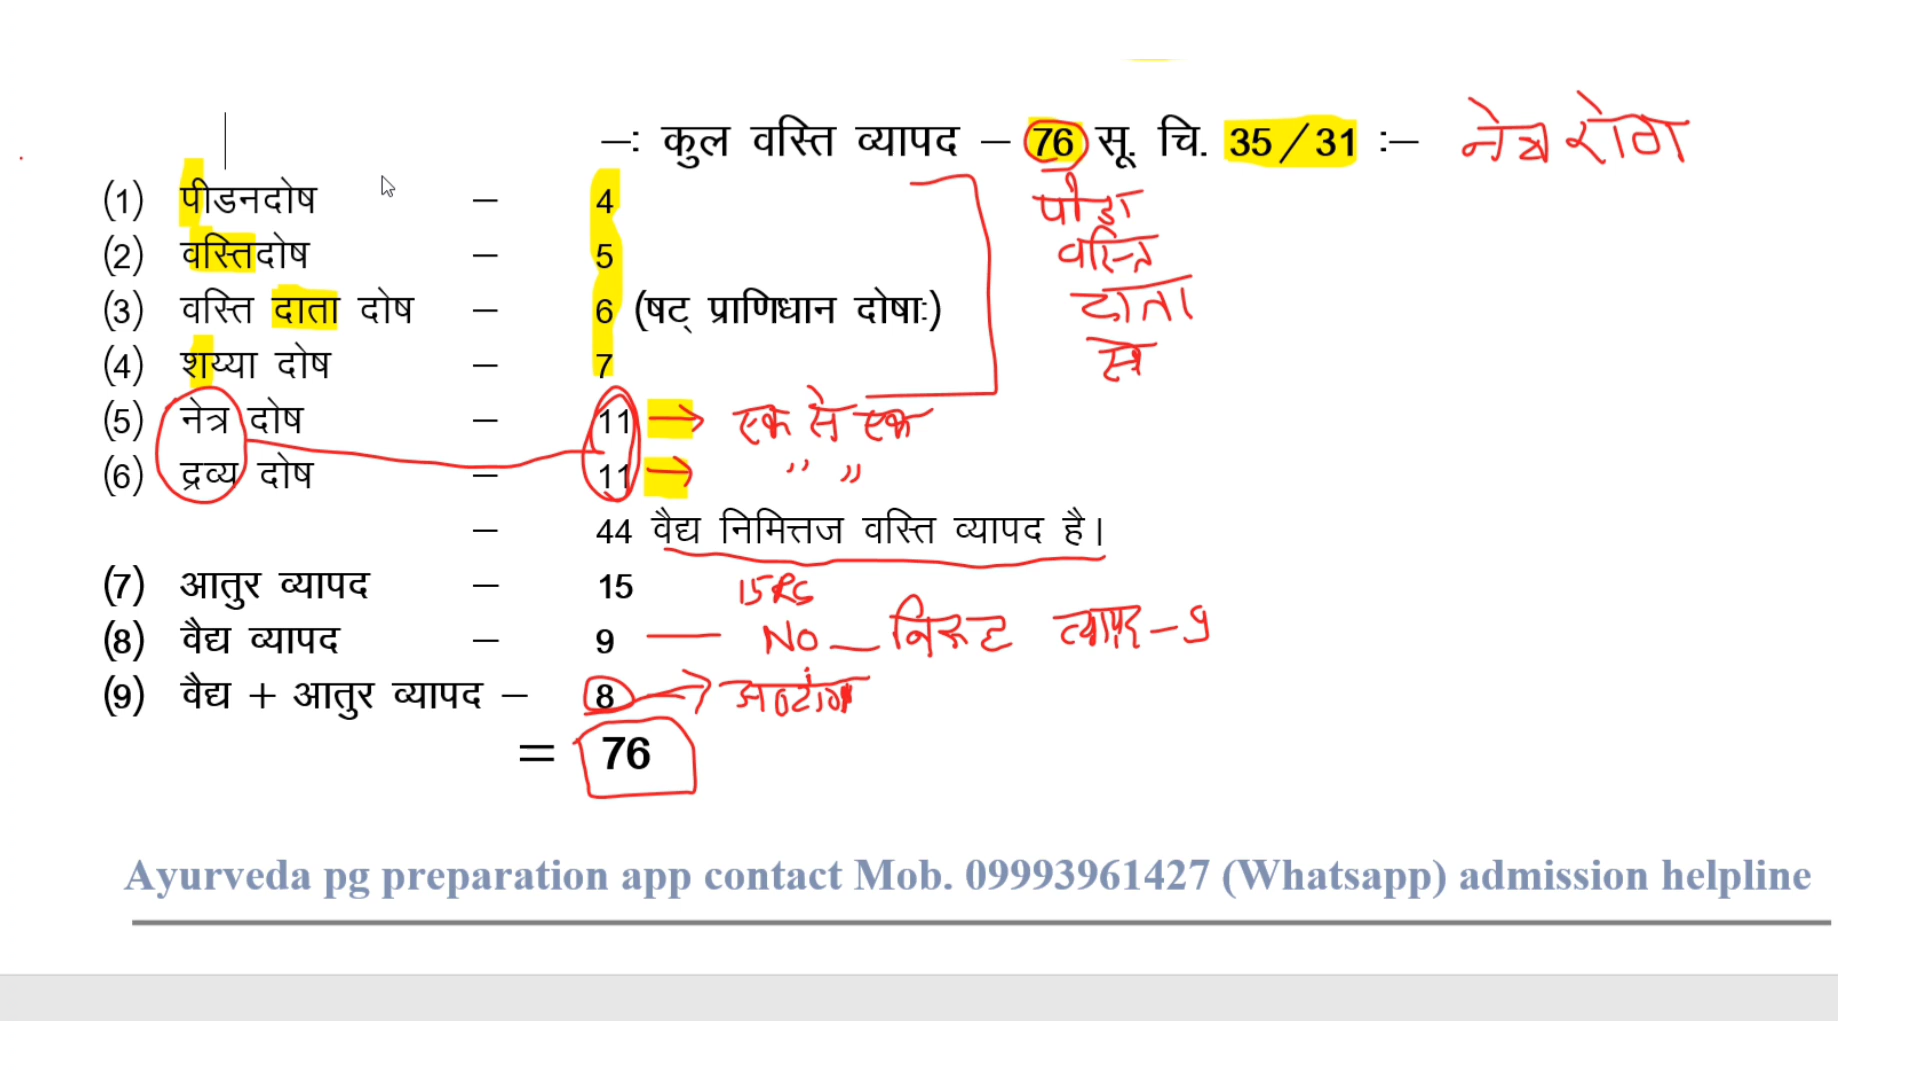 –: कुल वस्ति व्यापद – 76 सू. चि. 35/31 :– नेत्र रोग
(1) पीडनदोष – 4 पीडा
(2) वस्तिदोष – 5 वस्ति
(3) वस्ति दाता दोष – 6 (षट् प्राणिधान दोषाः) दाता
(4) शय्या दोष – 7
(5) नेत्र दोष – 11 → एक से एक
(6) द्रव्य दोष – 11 → " "
– 44 वैद्य निमित्तज वस्ति व्यापद है।
(7) आतुर व्यापद – 15 15 RS
(8) वैद्य व्यापद – 9 — No — निरूह व्यापद – 9
(9) वैद्य + आतुर व्यापद – 8 →
= 76
Ayurveda pg preparation app contact Mob. 09993961427 (Whatsapp) admission helpline